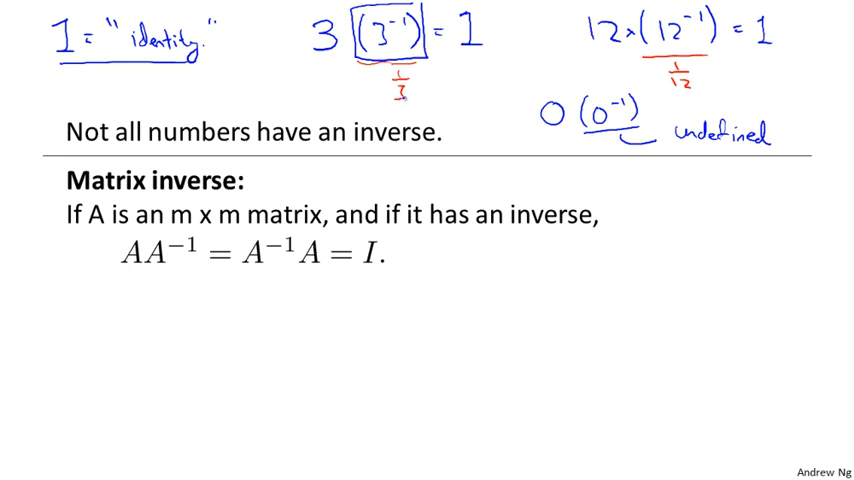 1 = "identity."
3 (3⁻¹) = 1
1/3
12 × (12⁻¹) = 1
1/12
0 (0⁻¹)
undefined
Not all numbers have an inverse.
Matrix inverse:
If A is an m x m matrix, and if it has an inverse,
AA⁻¹ = A⁻¹A = I.
Andrew Ng